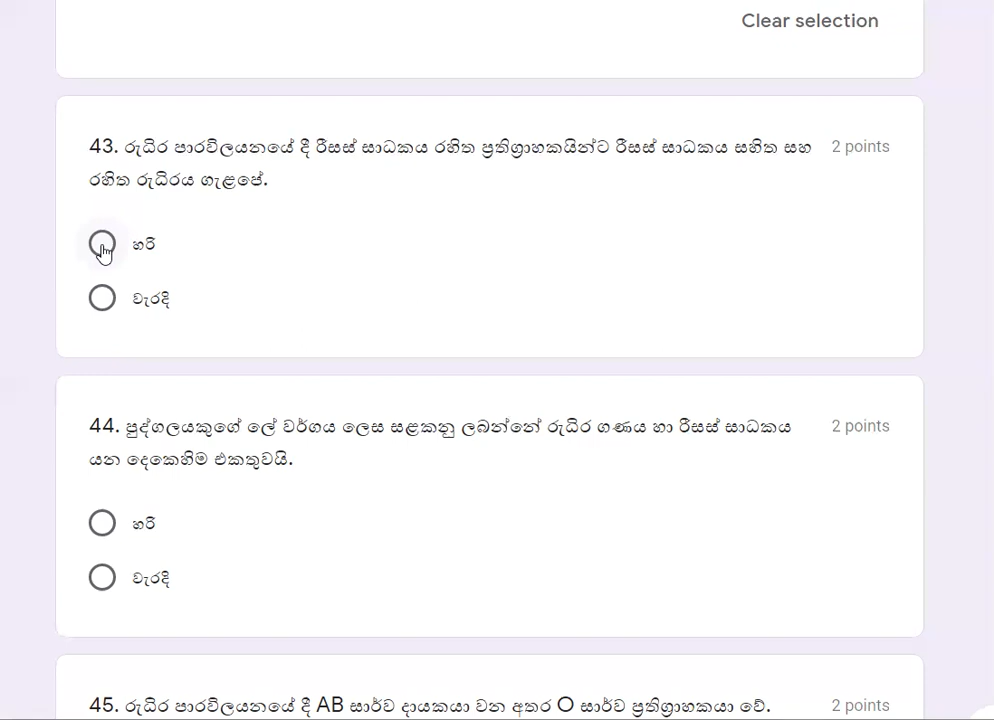 Clear selection
43. රුධිර පාරවිලයනයේ දී රීසස් සාධකය රහිත ප්‍රතිග්‍රාහකයින්ට රීසස් සාධකය සහිත සහ 2 points
රහිත රුධිරය ගැළපේ.
හරි
වැරදි
44. පුද්ගලයකුගේ ලේ වර්ගය ලෙස සළකනු ලබන්නේ රුධිර ගණය හා රීසස් සාධකය 2 points
යන දෙකෙහිම එකතුවයි.
හරි
වැරදි
45. රුධිර පාරවිලයනයේ දී AB සාර්ව දායකයා වන අතර O සාර්ව ප්‍රතිග්‍රාහකයා වේ. 2 points